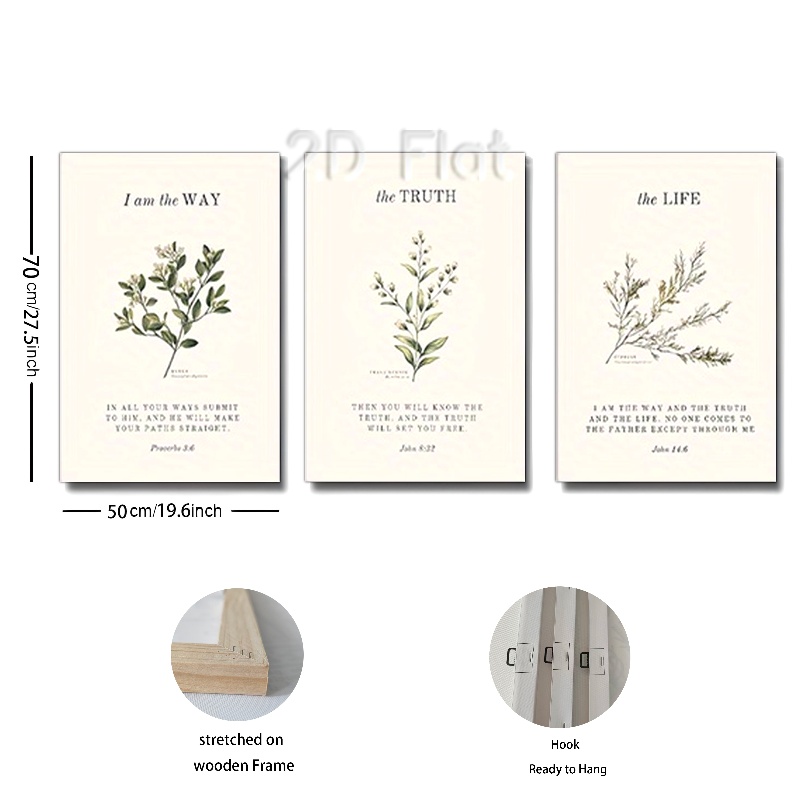 2D Flat
I am the WAY
the TRUTH
the LIFE
70cm/27.5inch
IN ALL YOUR WAYS SUBMIT
TO HIM, AND HE WILL MAKE
YOUR PATHS STRAIGHT.
Proverbs 3:6
THEN YOU WILL KNOW THE
TRUTH, AND THE TRUTH
WILL SET YOU FREE.
John 8:32
I AM THE WAY AND THE TRUTH
AND THE LIFE. NO ONE COMES TO
THE FATHER EXCEPT THROUGH ME
John 14:6
50cm/19.6inch
stretched on
wooden Frame
Hook
Ready to Hang